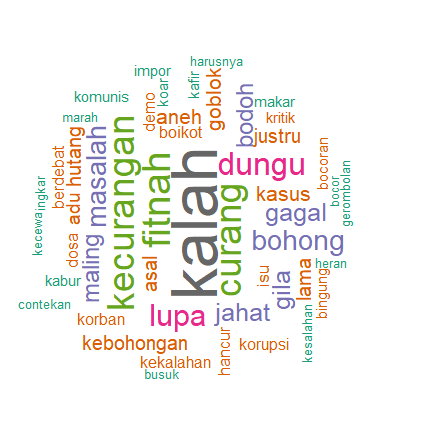 harusnya
impor
koar
kafir
komunis
demo
goblok
bodoh
makar
marah
aneh
kritik
boikot
justru
kecurangan
masalah
adu
hutang
berdebat
fitnah
kalah
dungu
bocoran
bocor
gerombolan
ingkar
kecewa
curang
kasus
gagal
dosa
maling
bohong
asal
isu
lama
heran
kabur
gila
bingung
contekan
korban
lupa
jahat
kesalahan
kebohongan
hancur
korupsi
kekalahan
busuk